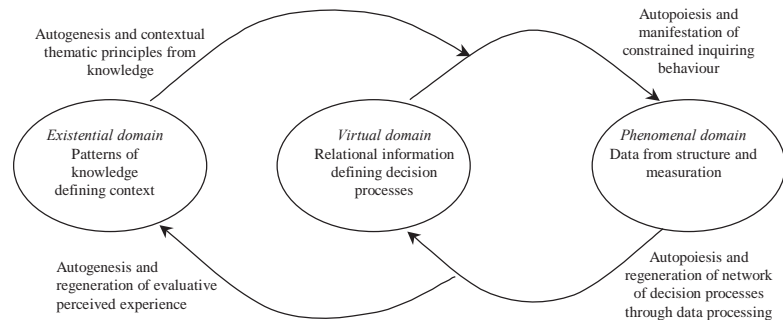 Autogenesis and contextual
thematic principles from
knowledge
Autopoiesis and
manifestation of
constrained inquiring
behaviour
Existential domain
Patterns of
knowledge
defining context
Virtual domain
Relational information
defining decision
processes
Phenomenal domain
Data from structure and
measuration
Autogenesis and
regeneration of evaluative
perceived experience
Autopoiesis and
and regeneration of network
of decision processes
through data processing